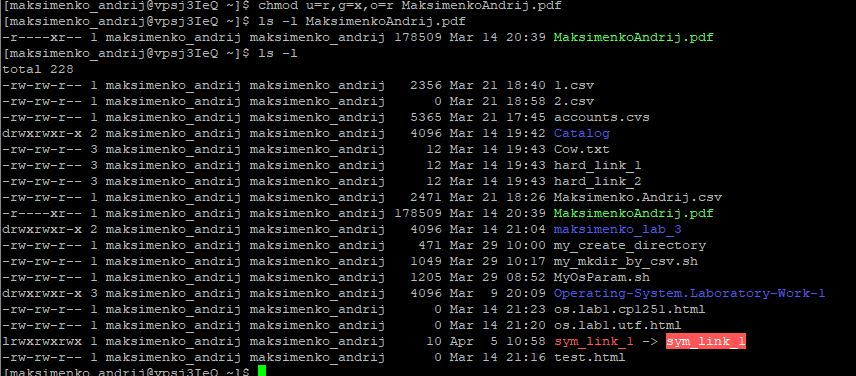 [maksimenko_andrij@vpsj3IeQ ~]$ chmod u=r,g=x,o=r MaksimenkoAndrij.pdf
[maksimenko_andrij@vpsj3IeQ ~]$ ls -l MaksimenkoAndrij.pdf
-r----xr-- 1 maksimenko_andrij maksimenko_andrij 178509 Mar 14 20:39 MaksimenkoAndrij.pdf
[maksimenko_andrij@vpsj3IeQ ~]$ ls -l
total 228
-rw-rw-r-- 1 maksimenko_andrij maksimenko_andrij   2356 Mar 21 18:40 1.csv
-rw-rw-r-- 1 maksimenko_andrij maksimenko_andrij      0 Mar 21 18:58 2.csv
-rw-rw-r-- 1 maksimenko_andrij maksimenko_andrij   5365 Mar 21 17:45 accounts.cvs
drwxrwxr-x 2 maksimenko_andrij maksimenko_andrij   4096 Mar 14 19:42 Catalog
-rw-rw-r-- 3 maksimenko_andrij maksimenko_andrij     12 Mar 14 19:43 Cow.txt
-rw-rw-r-- 3 maksimenko_andrij maksimenko_andrij     12 Mar 14 19:43 hard_link_1
-rw-rw-r-- 3 maksimenko_andrij maksimenko_andrij     12 Mar 14 19:43 hard_link_2
-rw-rw-r-- 1 maksimenko_andrij maksimenko_andrij   2471 Mar 21 18:26 Maksimenko.Andrij.csv
-r----xr-- 1 maksimenko_andrij maksimenko_andrij 178509 Mar 14 20:39 MaksimenkoAndrij.pdf
drwxrwxr-x 2 maksimenko_andrij maksimenko_andrij   4096 Mar 14 21:04 maksimenko_lab_3
-rw-rw-r-- 1 maksimenko_andrij maksimenko_andrij    471 Mar 29 10:00 my_create_directory
-rw-rw-r-- 1 maksimenko_andrij maksimenko_andrij   1049 Mar 29 10:17 my_mkdir_by_csv.sh
-rw-rw-r-- 1 maksimenko_andrij maksimenko_andrij   1205 Mar 29 08:52 MyOsParam.sh
drwxrwxr-x 3 maksimenko_andrij maksimenko_andrij   4096 Mar  9 20:09 Operating-System.Laboratory-Work-1
-rw-rw-r-- 1 maksimenko_andrij maksimenko_andrij      0 Mar 14 21:23 os.lab1.cp1251.html
-rw-rw-r-- 1 maksimenko_andrij maksimenko_andrij      0 Mar 14 21:20 os.lab1.utf.html
lrwxrwxrwx 1 maksimenko_andrij maksimenko_andrij     10 Apr  5 10:58 sym_link_1 -> sym_link_1
-rw-rw-r-- 1 maksimenko_andrij maksimenko_andrij      0 Mar 14 21:16 test.html
[maksimenko_andrij@vpsj3IeQ ~]$